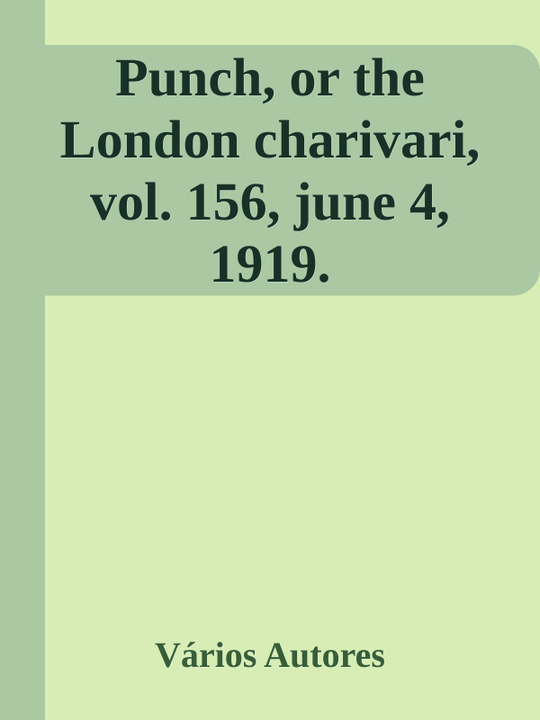 Punch, or the
London charivari,
vol. 156, june 4,
1919.
Vários Autores